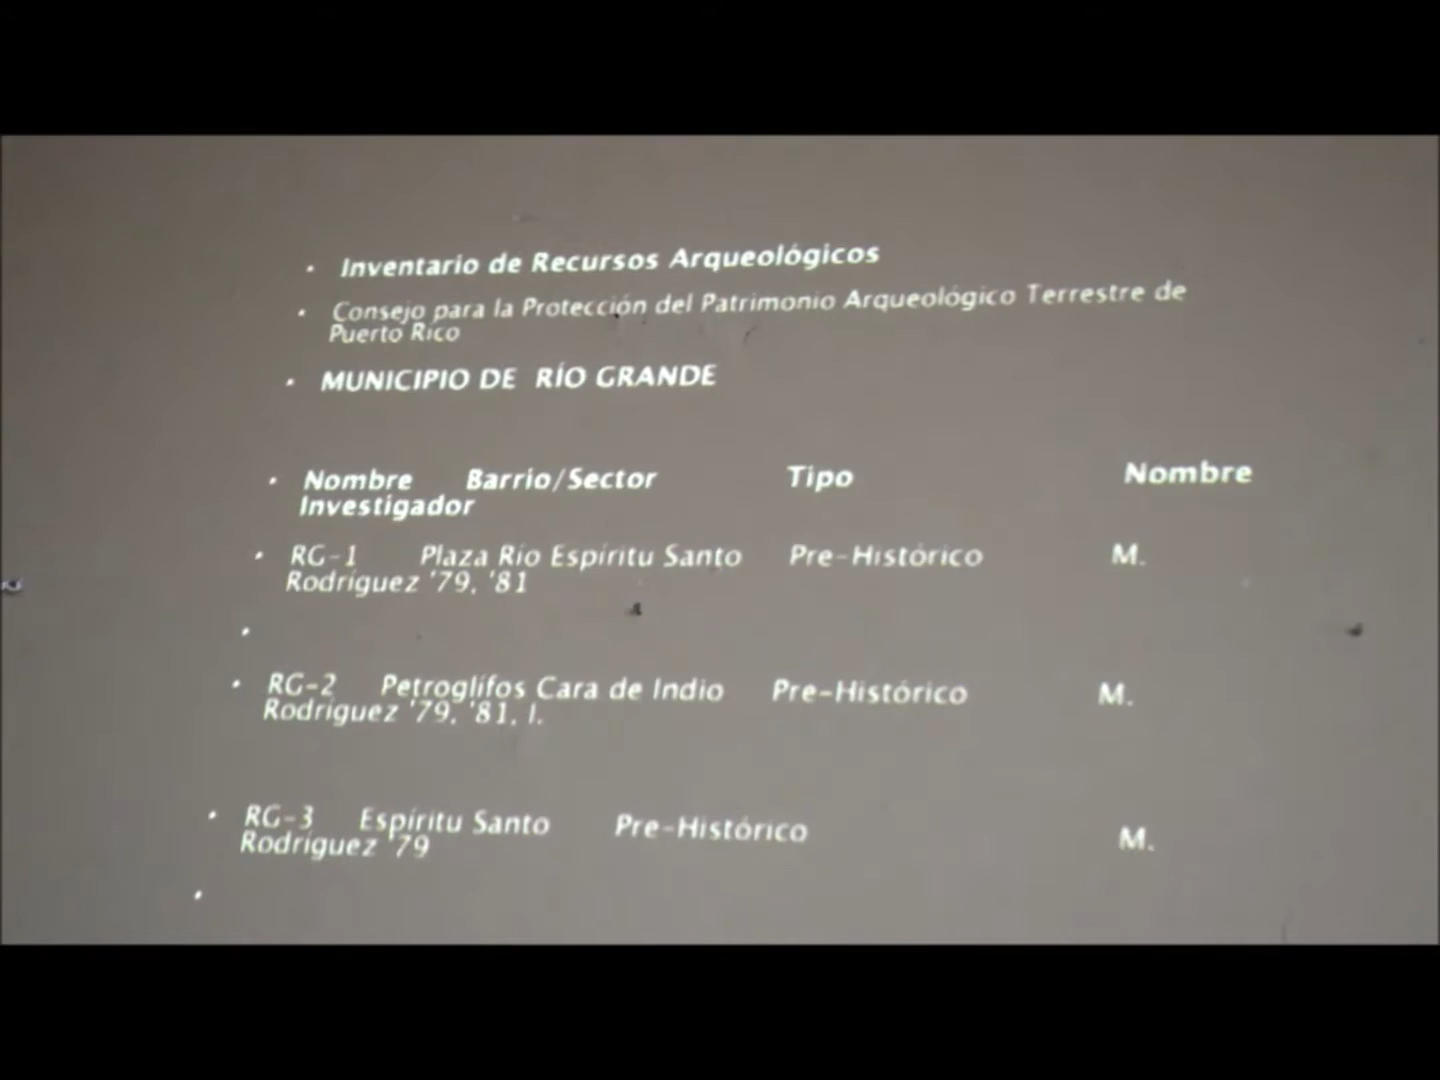 • Inventario de Recursos Arqueológicos
• Consejo para la Protección del Patrimonio Arqueológico Terrestre de
Puerto Rico
• MUNICIPIO DE RÍO GRANDE
• Nombre Barrio/Sector Tipo Nombre
Investigador
• RG-1 Plaza Río Espíritu Santo Pre-Histórico M.
Rodríguez '79, '81
•
• RG-2 Petroglífos Cara de Indio Pre-Histórico M.
Rodríguez '79, '81, I.
• RG-3 Espíritu Santo Pre-Histórico M.
Rodríguez '79
•